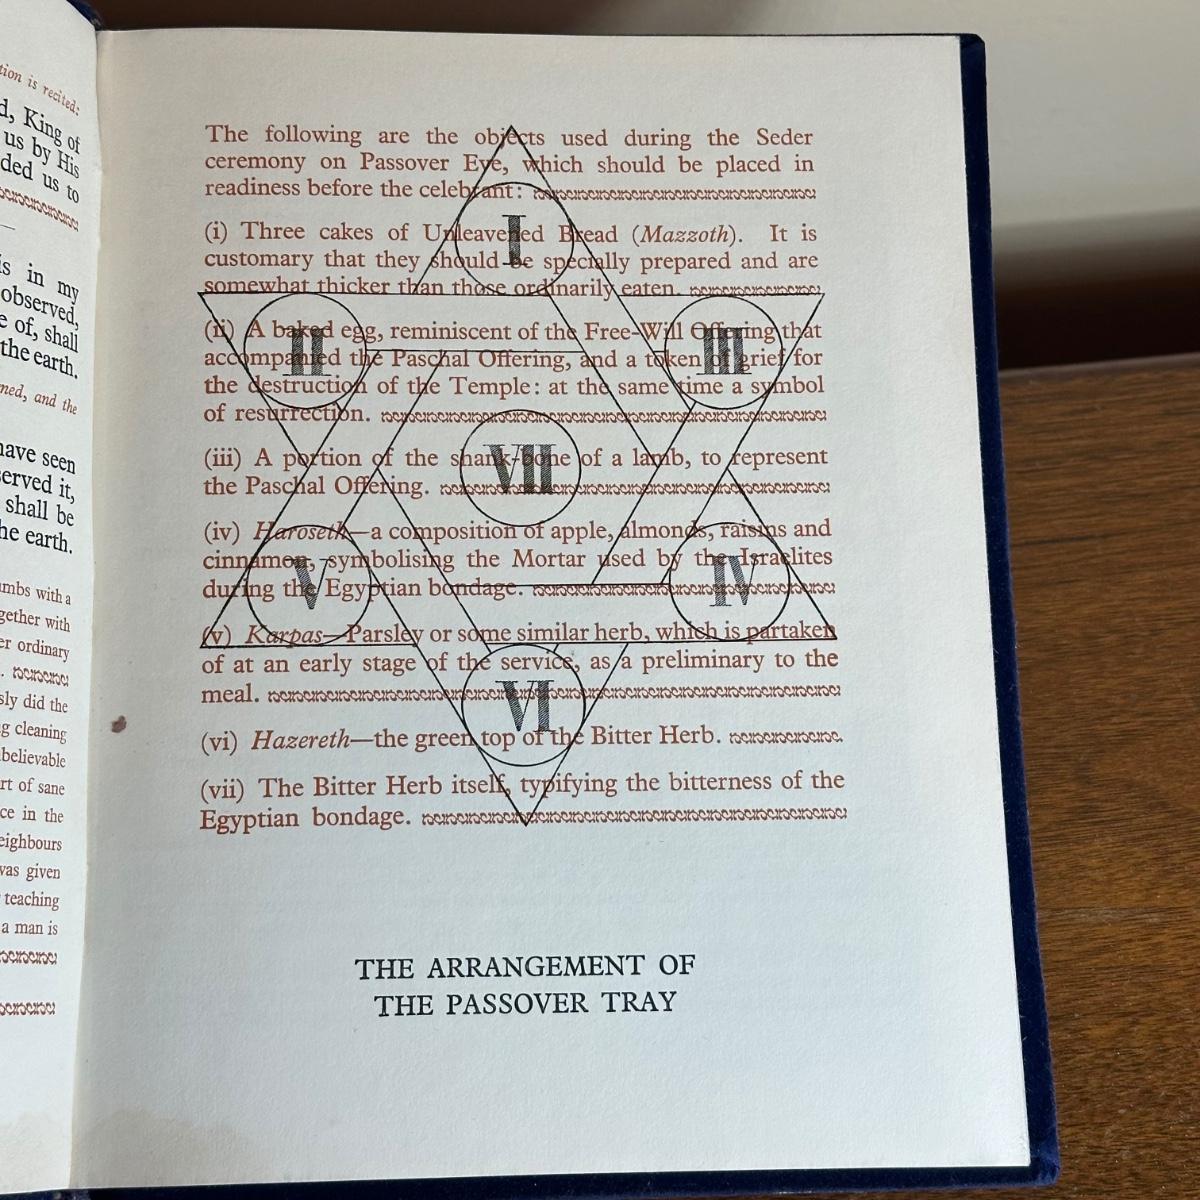 tion is recited:
d, King of
us by His
ded us to
is in my
observed,
e of, shall
the earth.
ned, and the
have seen
served it,
shall be
he earth.
umbs with a
gether with
er ordinary
sly did the
g cleaning
believable
rt of sane
ce in the
eighbours
was given
teaching
a man is
The following are the objects used during the Seder
ceremony on Passover Eve, which should be placed in
readiness before the celebrant:
(i) Three cakes of Unleavened Bread (Mazzoth). It is
customary that they should be specially prepared and are
somewhat thicker than those ordinarily eaten.
(ii) A baked egg, reminiscent of the Free-Will Offering that
accompanied the Paschal Offering, and a token of grief for
the destruction of the Temple: at the same time a symbol
of resurrection.
(iii) A portion of the shank-bone of a lamb, to represent
the Paschal Offering.
(iv) Haroseth—a composition of apple, almonds, raisins and
cinnamon, symbolising the Mortar used by the Israelites
during the Egyptian bondage.
(v) Karpas—Parsley or some similar herb, which is partaken
of at an early stage of the service, as a preliminary to the
meal.
(vi) Hazereth—the green top of the Bitter Herb.
(vii) The Bitter Herb itself, typifying the bitterness of the
Egyptian bondage.
I
II
III
VII
V
IV
VI
THE ARRANGEMENT OF
THE PASSOVER TRAY